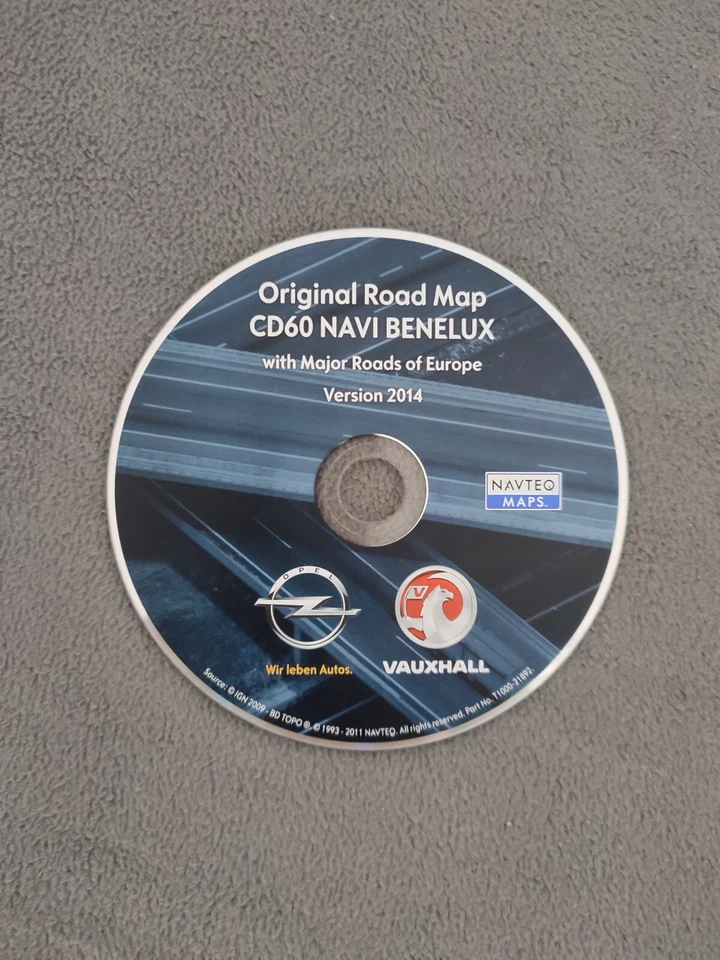 Original Road Map
CD60 NAVI BENELUX
with Major Roads of Europe
Version 2014
NAVTEQ
MAPS™
OPEL
Wir leben Autos.
V
VAUXHALL
Source: © IGN 2009 - BD TOPO ®. © 1993 - 2011 NAVTEQ. All rights reserved. Part No. T1000-21892.